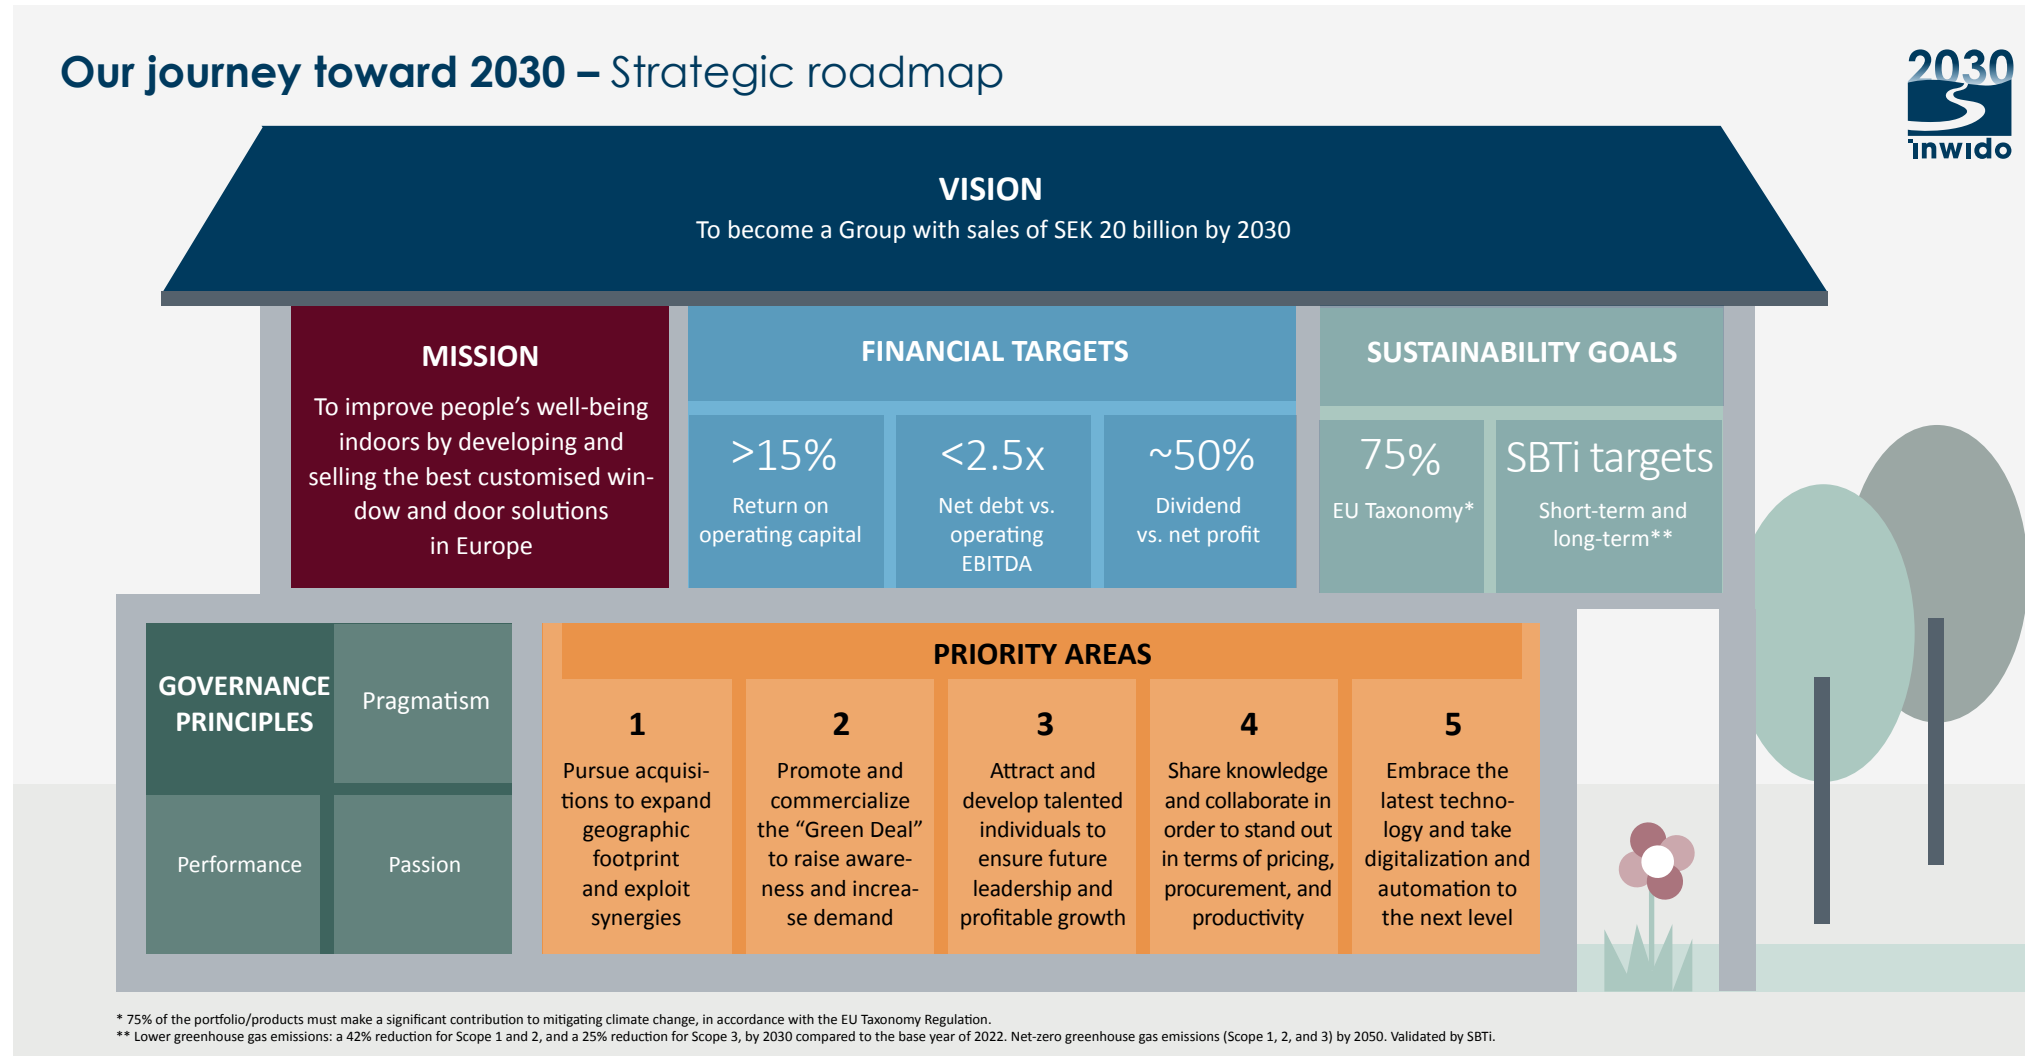 Our journey toward 2030 – Strategic roadmap
2030
inwido
VISION
To become a Group with sales of SEK 20 billion by 2030
MISSION
To improve people’s well-being
indoors by developing and
selling the best customised win-
dow and door solutions
in Europe
FINANCIAL TARGETS
>15%
Return on
operating capital
<2.5x
Net debt vs.
operating
EBITDA
~50%
Dividend
vs. net profit
SUSTAINABILITY GOALS
75%
EU Taxonomy*
SBTi targets
Short-term and
long-term**
GOVERNANCE
PRINCIPLES
Pragmatism
Performance
Passion
PRIORITY AREAS
1
Pursue acquisi-
tions to expand
geographic
footprint
and exploit
synergies
2
Promote and
commercialize
the “Green Deal”
to raise aware-
ness and increa-
se demand
3
Attract and
develop talented
individuals to
ensure future
leadership and
profitable growth
4
Share knowledge
and collaborate in
order to stand out
in terms of pricing,
procurement, and
productivity
5
Embrace the
latest techno-
logy and take
digitalization and
automation to
the next level
* 75% of the portfolio/products must make a significant contribution to mitigating climate change, in accordance with the EU Taxonomy Regulation.
** Lower greenhouse gas emissions: a 42% reduction for Scope 1 and 2, and a 25% reduction for Scope 3, by 2030 compared to the base year of 2022. Net-zero greenhouse gas emissions (Scope 1, 2, and 3) by 2050. Validated by SBTi.